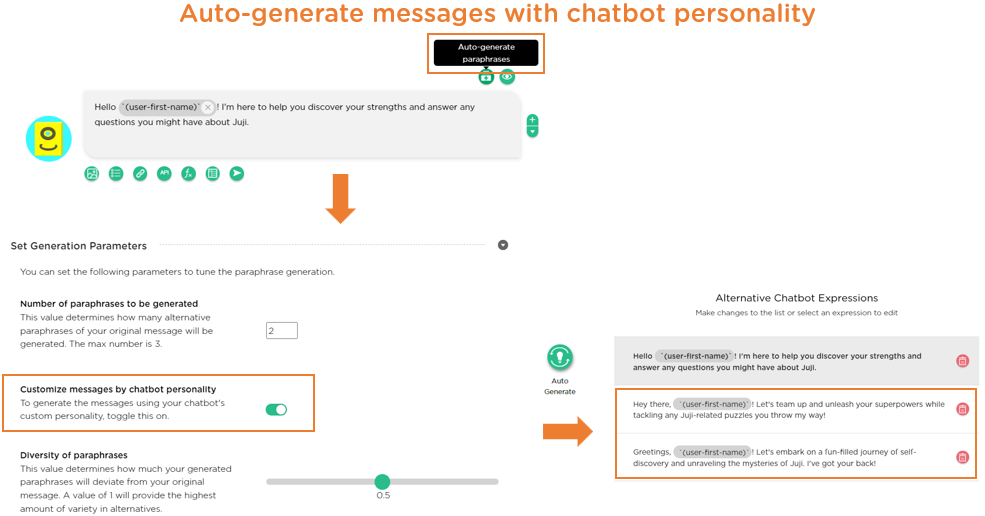 Auto-generate messages with chatbot personality
Auto-generate
paraphrases
Hello `(user-first-name)` ! I'm here to help you discover your strengths and answer any
questions you might have about Juji.
API
fx
Set Generation Parameters
You can set the following parameters to tune the paraphrase generation.
Number of paraphrases to be generated
This value determines how many alternative
paraphrases of your original message will be
generated. The max number is 3.
2
Customize messages by chatbot personality
To generate the messages using your chatbot's
custom personality, toggle this on.
Diversity of paraphrases
This value determines how much your generated
paraphrases will deviate from your original
message. A value of 1 will provide the highest
amount of variety in alternatives.
0.5
Auto
Generate
Alternative Chatbot Expressions
Make changes to the list or select an expression to edit
Hello `(user-first-name)` ! I'm here to help you discover your strengths and
answer any questions you might have about Juji.
Hey there, `(user-first-name)` ! Let's team up and unleash your superpowers while
tackling any Juji-related puzzles you throw my way!
Greetings, `(user-first-name)` ! Let's embark on a fun-filled journey of self-
discovery and unraveling the mysteries of Juji. I've got your back!